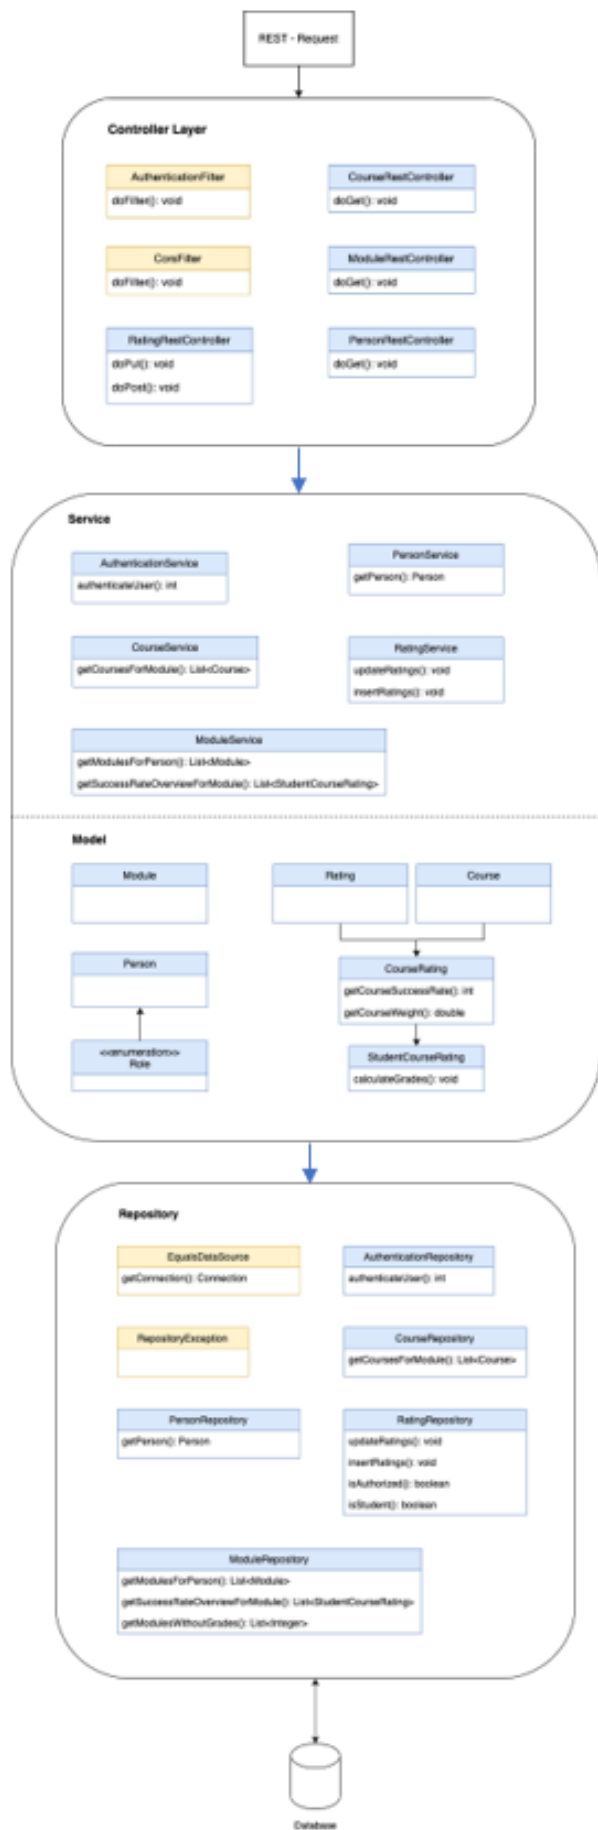 REST - Request
Controller Layer
AuthenticationFilter
doFilter(): void
CourseRestController
doGet(): void
CorsFilter
doFilter(): void
ModuleRestController
doGet(): void
RatingRestController
doPut(): void
doPost(): void
PersonRestController
doGet(): void
Service
AuthenticationService
authenticateUser(): int
PersonService
getPerson(): Person
CourseService
getCoursesForModule(): List<Course>
RatingService
updateRatings(): void
insertRatings(): void
ModuleService
getModulesForPerson(): List<Module>
getSuccessRateOverviewForModule(): List<StudentCourseRating>
Model
Module
Rating
Course
Person
CourseRating
getCourseSuccessRate(): int
getCourseWeight(): double
<<enumeration>>
Role
StudentCourseRating
calculateGrades(): void
Repository
EqualsDataSource
getConnection(): Connection
AuthenticationRepository
authenticateUser(): int
RepositoryException
CourseRepository
getCoursesForModule(): List<Course>
PersonRepository
getPerson(): Person
RatingRepository
updateRatings(): void
insertRatings(): void
isAuthorized(): boolean
isStudent(): boolean
ModuleRepository
getModulesForPerson(): List<Module>
getSuccessRateOverviewForModule(): List<StudentCourseRating>
getModulesWithoutGrades(): List<Integer>
Database